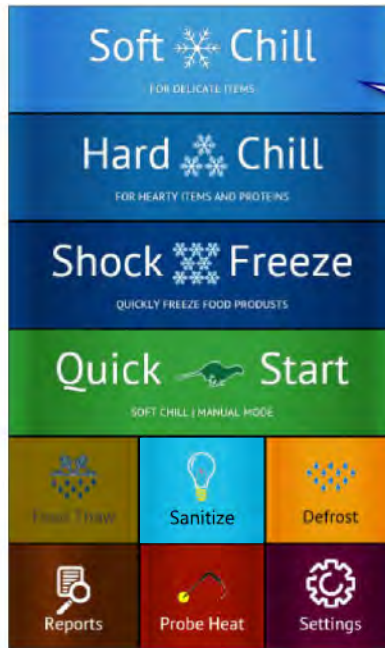 Soft Chill
FOR DELICATE ITEMS
Hard Chill
FOR HEARTY ITEMS AND PROTEINS
Shock Freeze
QUICKLY FREEZE FOOD PRODUSTS
Quick Start
SOFT CHILL | MANUAL MODE
Food Thaw Sanitize Defrost
Reports Probe Heat Settings